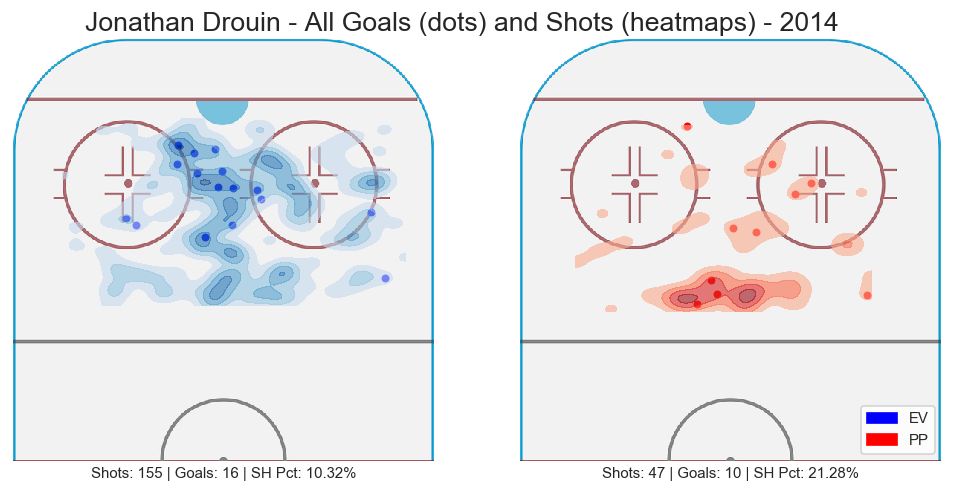 Jonathan Drouin - All Goals (dots) and Shots (heatmaps) - 2014
EV
PP
Shots: 155 | Goals: 16 | SH Pct: 10.32%
Shots: 47 | Goals: 10 | SH Pct: 21.28%